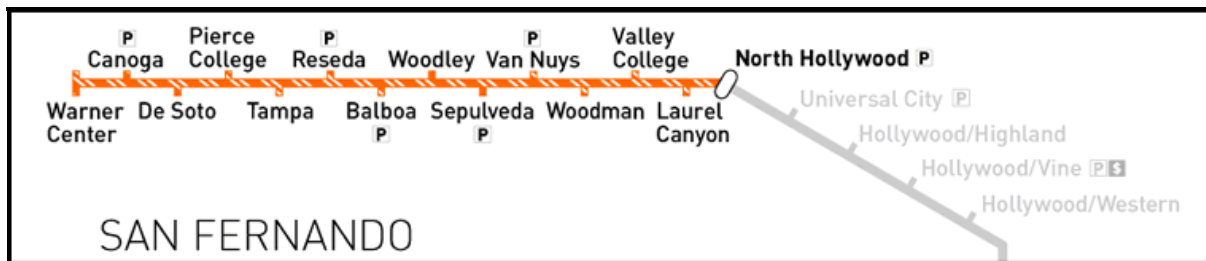 P
Canoga
Pierce
College
P
Reseda
Woodley
P
Van Nuys
Valley
College
North Hollywood P
Warner
Center
De Soto
Tampa
Balboa
P
Sepulveda
P
Woodman
Laurel
Canyon
Universal City P
Hollywood/Highland
Hollywood/Vine P $
Hollywood/Western
SAN FERNANDO